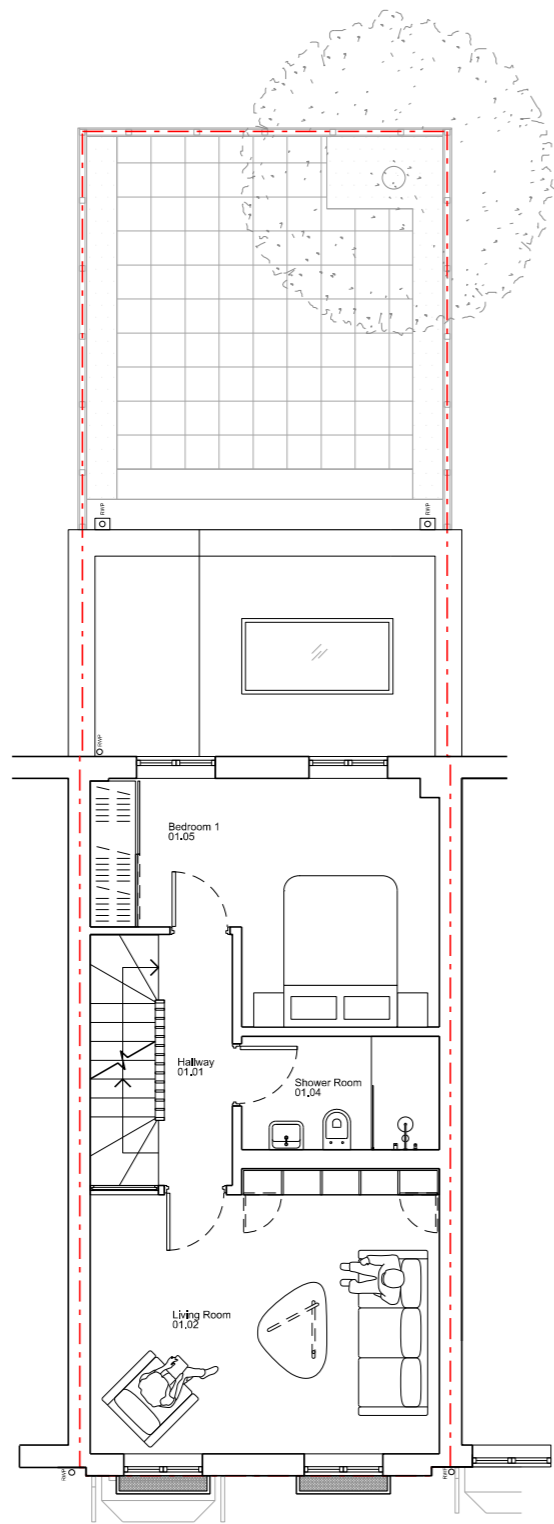 RWP
RWP
RWP
Bedroom 1
01.05
Hallway
01.01
Shower Room
01.04
Living Room
01.02
RWP
RWP